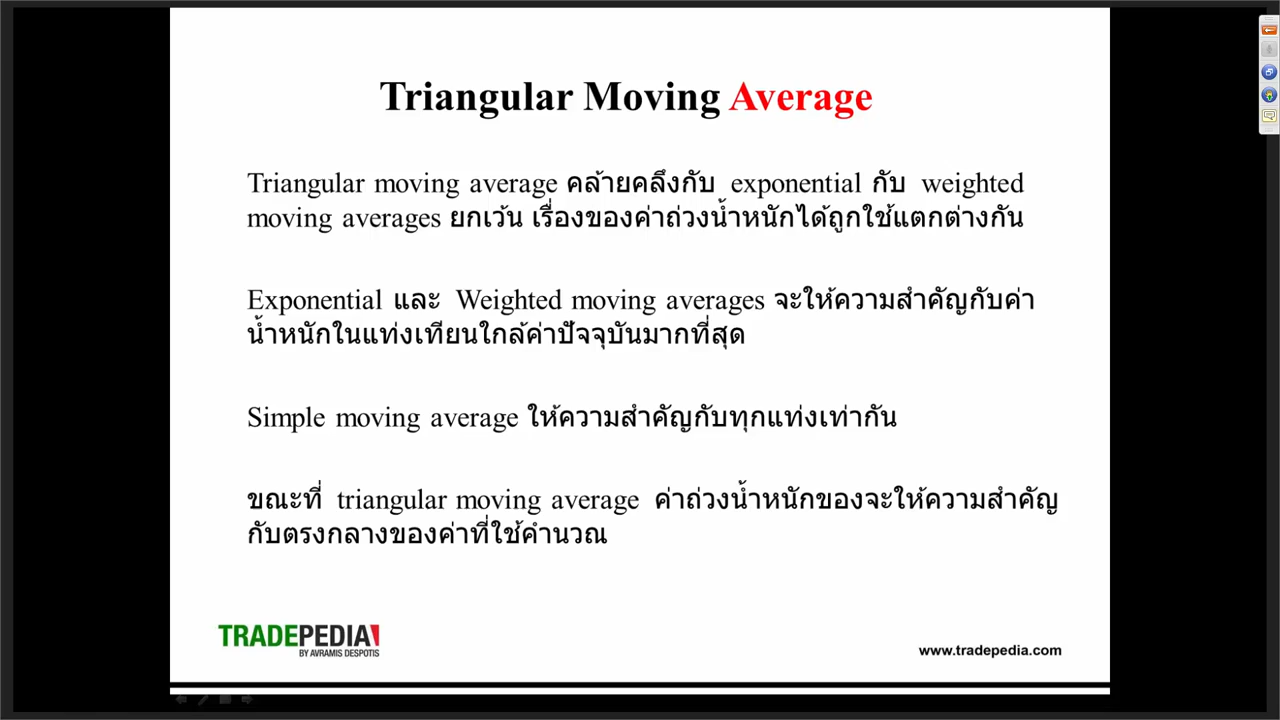 Triangular Moving Average
Triangular moving average คล้ายคลึงกับ exponential กับ weighted
moving averages ยกเว้น เรื่องของค่าถ่วงน้ำหนักได้ถูกใช้แตกต่างกัน
Exponential และ Weighted moving averages จะให้ความสำคัญกับค่า
น้ำหนักในแท่งเทียนใกล้ค่าปัจจุบันมากที่สุด
Simple moving average ให้ความสำคัญกับทุกแท่งเท่ากัน
ขณะที่ triangular moving average ค่าถ่วงน้ำหนักของจะให้ความสำคัญ
กับตรงกลางของค่าที่ใช้คำนวณ
TRADEPEDIA
BY AVRAMIS DESPOTIS
www.tradepedia.com